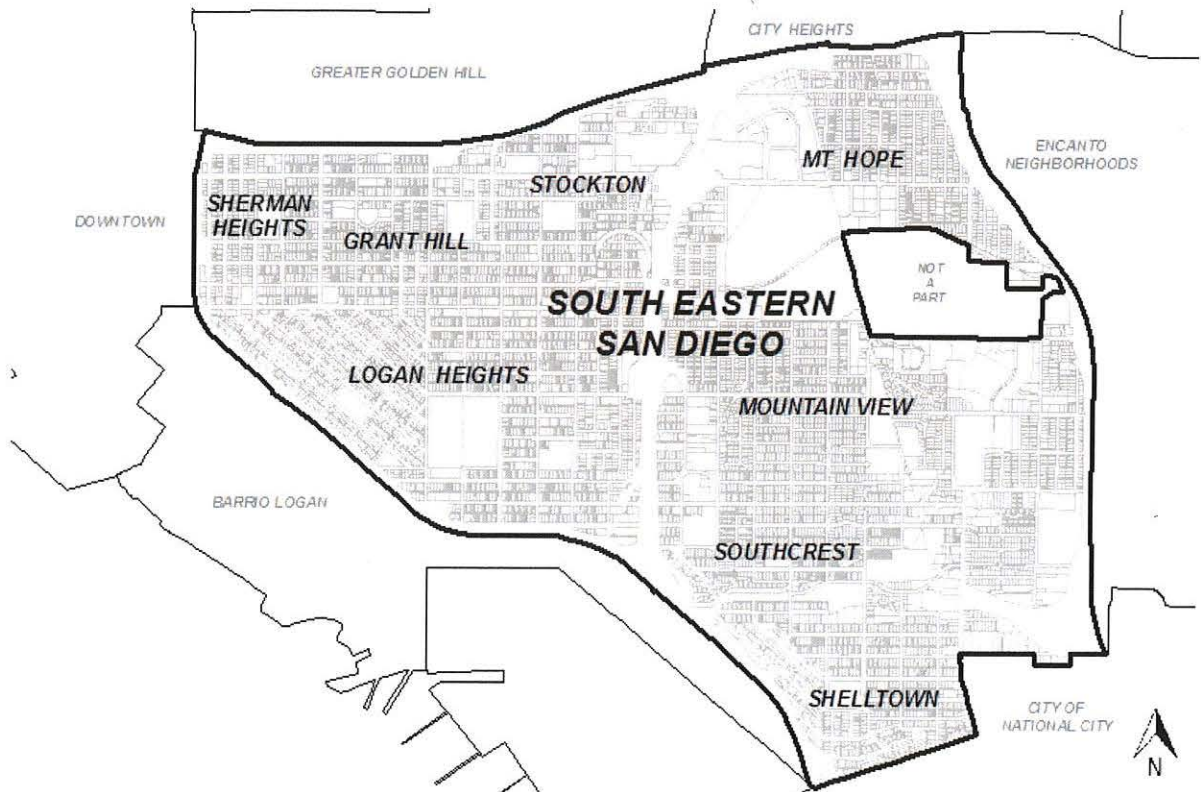 CITY HEIGHTS
GREATER GOLDEN HILL
ENCANTO
NEIGHBORHOODS
MT HOPE
STOCKTON
SHERMAN
HEIGHTS
DOWNTOWN
GRANT HILL
NOT
A
PART
SOUTH EASTERN
SAN DIEGO
LOGAN HEIGHTS
MOUNTAIN VIEW
BARRIO LOGAN
SOUTHCREST
SHELLTOWN
CITY OF
NATIONAL CITY
N